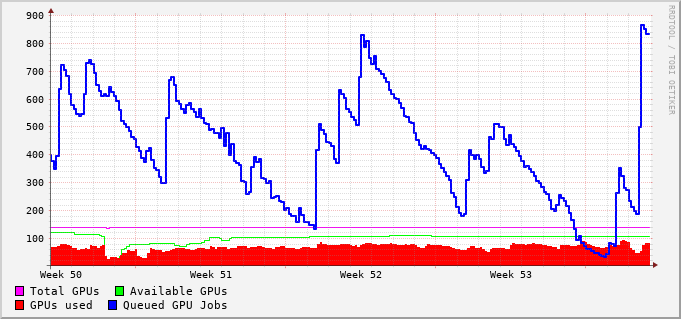 900
800
700
600
500
400
300
200
100
Week 50 Week 51 Week 52 Week 53
Total GPUs Available GPUs
GPUs used Queued GPU Jobs
RRDTOOL / TOBI OETIKER